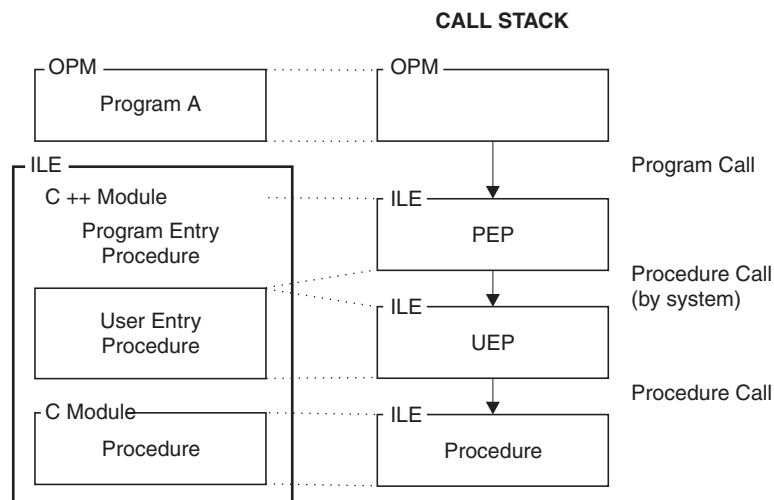 CALL STACK
OPM
Program A
OPM
Program Call
ILE
C ++ Module
Program Entry
Procedure
ILE
PEP
Procedure Call
(by system)
User Entry
Procedure
ILE
UEP
Procedure Call
C Module
Procedure
ILE
Procedure